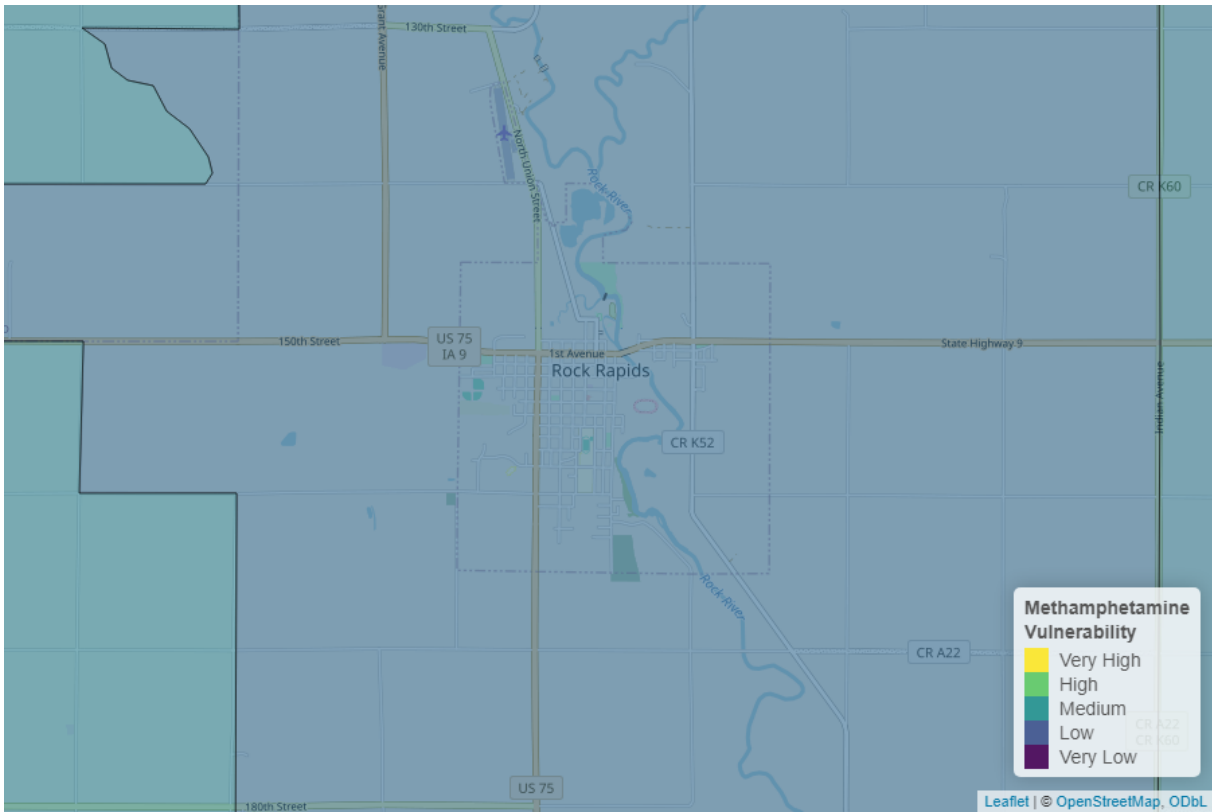 130th Street
Grant Avenue
North Union Street
Rock River
CR K60
150th Street
US 75
IA 9
1st Avenue
State Highway 9
Rock Rapids
Indian Avenue
CR K52
Rock River
CR A22
US 75
180th Street
Methamphetamine
Vulnerability
Very High
High
Medium
Low
Very Low
CR A22
CR K60
Leaflet | © OpenStreetMap, ODbL